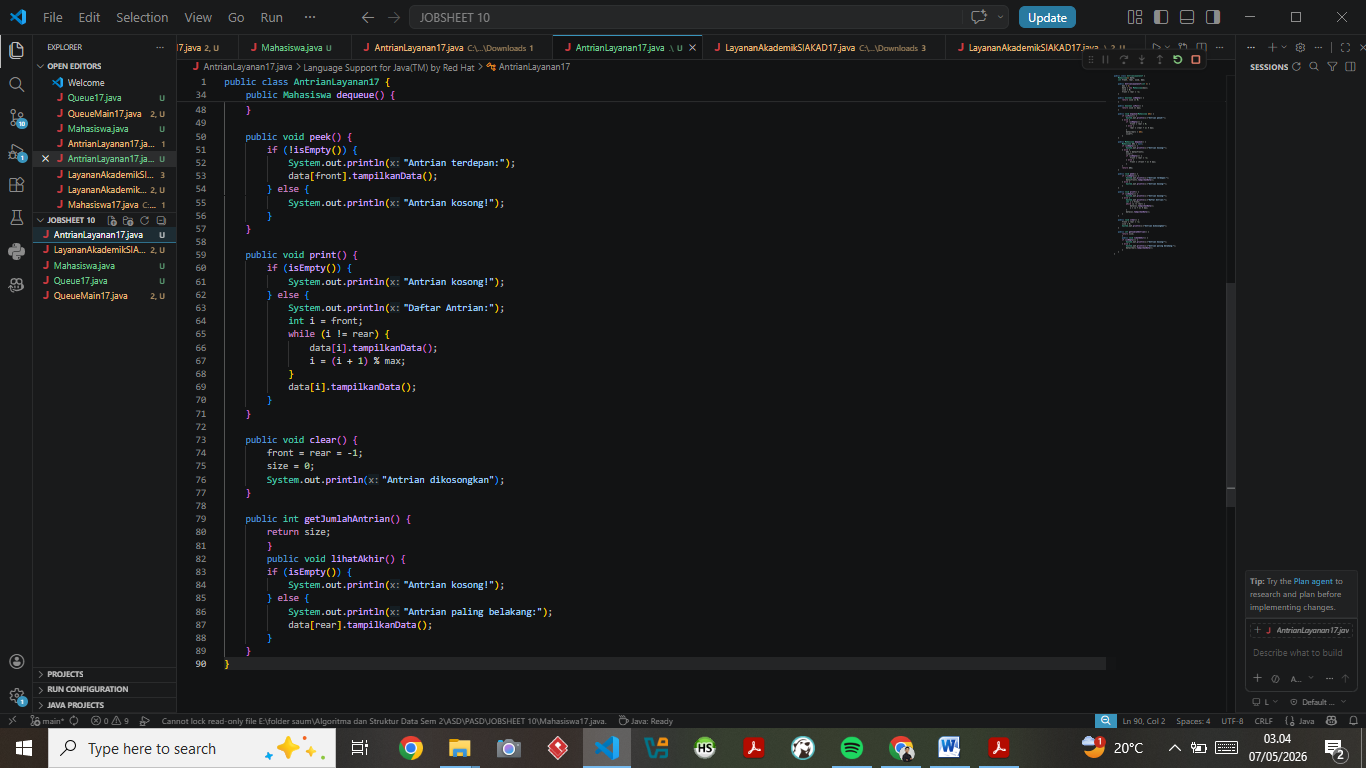 File Edit Selection View Go Run ··· JOBSHEET 10 Update
EXPLORER ···
OPEN EDITORS
Welcome
Queue17.java U
QueueMain17.java 2, U
Mahasiswa.java U
AntrianLayanan17.ja... 1
AntrianLayanan17.ja... U
LayananAkademikSI... 3
LayananAkademik... 2, U
Mahasiswa17.java C:... 1
JOBSHEET 10
AntrianLayanan17.java U
LayananAkademikSIA... 2, U
Mahasiswa.java U
Queue17.java U
QueueMain17.java 2, U
PROJECTS
RUN CONFIGURATION
JAVA PROJECTS
17.java 2, U Mahasiswa.java U AntrianLayanan17.java C:\...\Downloads 1 AntrianLayanan17.java .\ U LayananAkademikSIAKAD17.java C:\...\Downloads 3 LayananAkademikSIAKAD17.java
AntrianLayanan17.java > Language Support for Java(TM) by Red Hat > AntrianLayanan17
1 public class AntrianLayanan17 {
34 public Mahasiswa dequeue() {
48 }
49
50 public void peek() {
51 if (!isEmpty()) {
52 System.out.println(x: "Antrian terdepan:");
53 data[front].tampilkanData();
54 } else {
55 System.out.println(x: "Antrian kosong!");
56 }
57 }
58
59 public void print() {
60 if (isEmpty()) {
61 System.out.println(x: "Antrian kosong!");
62 } else {
63 System.out.println(x: "Daftar Antrian:");
64 int i = front;
65 while (i != rear) {
66 data[i].tampilkanData();
67 i = (i + 1) % max;
68 }
69 data[i].tampilkanData();
70 }
71 }
72
73 public void clear() {
74 front = rear = -1;
75 size = 0;
76 System.out.println(x: "Antrian dikosongkan");
77 }
78
79 public int getJumlahAntrian() {
80 return size;
81 }
82 public void lihatAkhir() {
83 if (isEmpty()) {
84 System.out.println(x: "Antrian kosong!");
85 } else {
86 System.out.println(x: "Antrian paling belakang:");
87 data[rear].tampilkanData();
88 }
89 }
90 }
SESSIONS
Tip: Try the Plan agent to
research and plan before
implementing changes.
AntrianLayanan17.jav
Describe what to build
A... ···
L Default ...
main* 0 9 Cannot lock read-only file E:\folder saum\Algoritma dan Struktur Data Sem 2\ASD\PASD\JOBSHEET 10\Mahasiswa17.java. Java: Ready Ln 90, Col 2 Spaces: 4 UTF-8 CRLF Java
Type here to search
20°C
03.04
07/05/2026
2